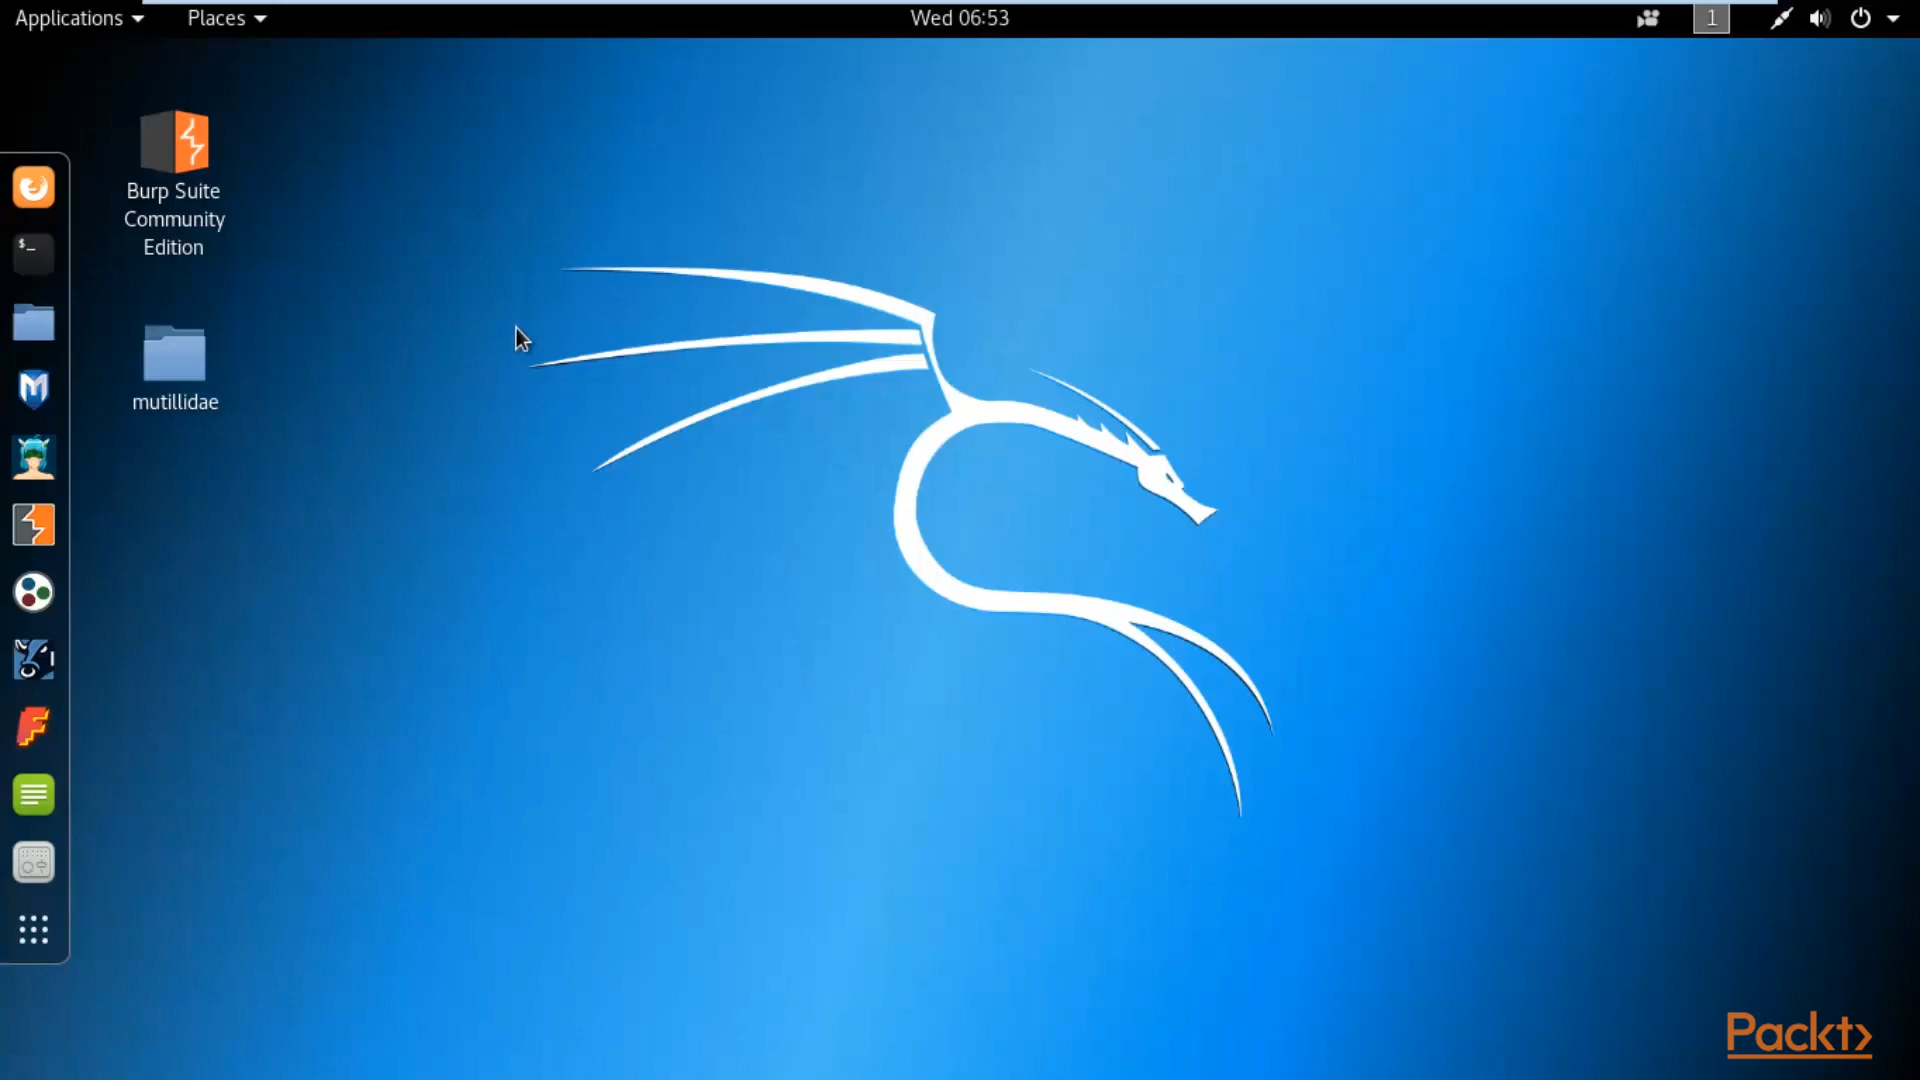 Applications
Places
Wed 06:53
1
Burp Suite
Community
Edition
mutillidae
$_
Packt>